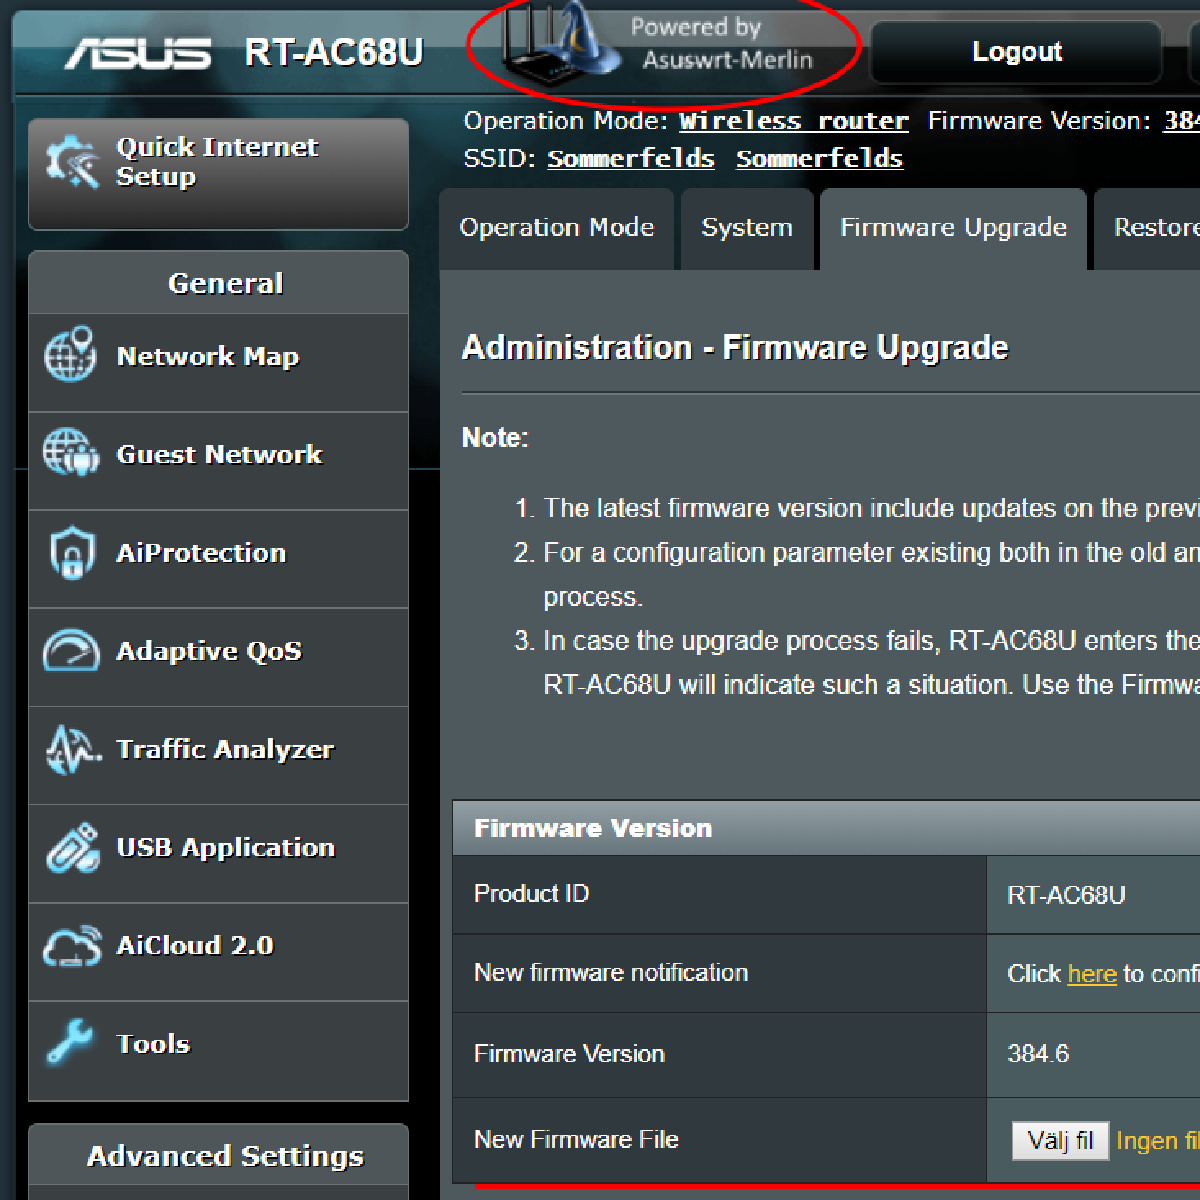 ASUS RT-AC68U
Powered by
Asuswrt-Merlin
Logout
Operation Mode: Wireless router Firmware Version: 384
SSID: Sommerfelds Sommerfelds
Quick Internet
Setup
Operation Mode
System
Firmware Upgrade
Restore
General
Network Map
Guest Network
AiProtection
Adaptive QoS
Traffic Analyzer
USB Application
AiCloud 2.0
Tools
Advanced Settings
Administration - Firmware Upgrade
Note:
1. The latest firmware version include updates on the previ
2. For a configuration parameter existing both in the old an
process.
3. In case the upgrade process fails, RT-AC68U enters the
RT-AC68U will indicate such a situation. Use the Firmwa
Firmware Version
Product ID RT-AC68U
New firmware notification Click here to confi
Firmware Version 384.6
New Firmware File Välj fil Ingen fil